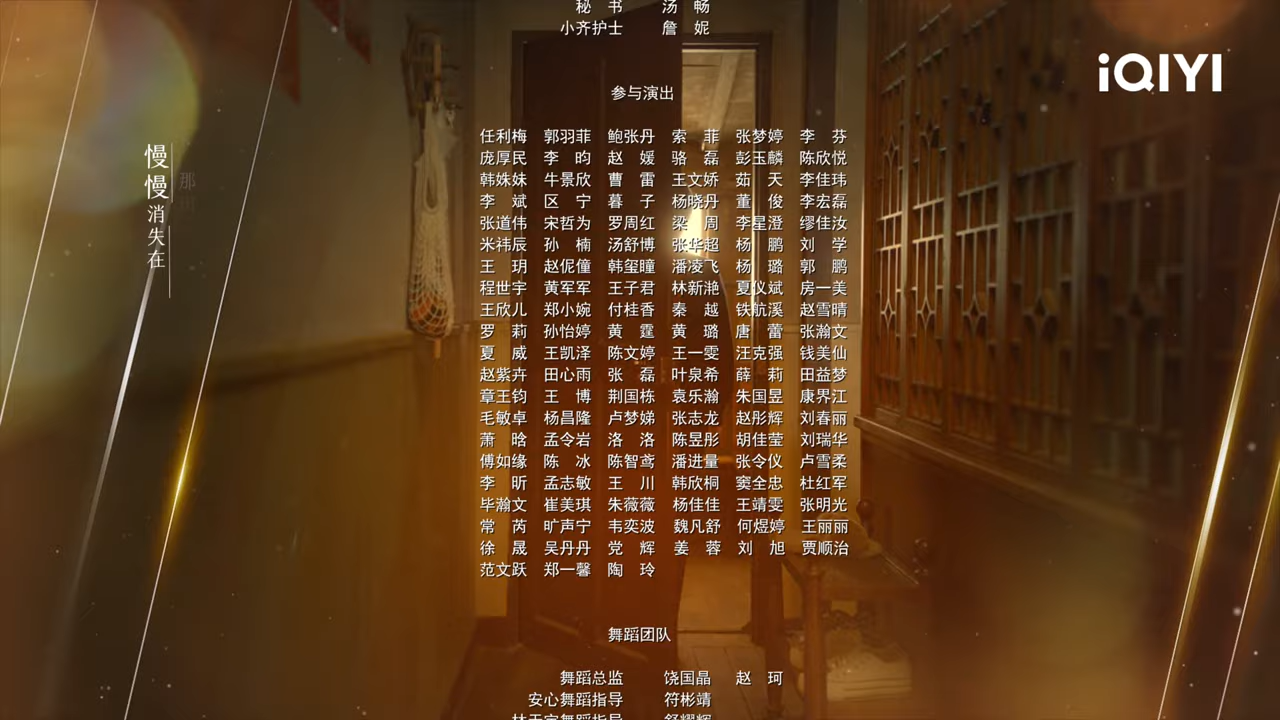 秘 书 汤 畅
小齐护士 詹 妮
iQIYI
参与演出
慢慢消失在
那
任利梅 郭羽菲 鲍张丹 索 菲 张梦婷 李 芬
庞厚民 李 昀 赵 媛 骆 磊 彭玉麟 陈欣悦
韩姝妹 牛景欣 曹 雷 王文娇 茹 天 李佳玮
李 斌 区 宁 暮 子 杨晓丹 董 俊 李宏磊
张道伟 宋哲为 罗周红 梁 周 李星澄 缪佳汝
米祎辰 孙 楠 汤舒博 张华超 杨 鹏 刘 学
王 玥 赵伲僮 韩玺瞳 潘凌飞 杨 璐 郭 鹏
程世宇 黄军军 王子君 林新滟 夏仪斌 房一美
王欣儿 郑小婉 付桂香 秦 越 铁航溪 赵雪晴
罗 莉 孙怡婷 黄 霆 黄 璐 唐 蕾 张瀚文
夏 威 王凯泽 陈文婷 王一雯 汪克强 钱美仙
赵紫卉 田心雨 张 磊 叶泉希 薛 莉 田益梦
章王钧 王 博 荆国栋 袁乐瀚 朱国昱 康界江
毛敏卓 杨昌隆 卢梦娣 张志龙 赵彤辉 刘春丽
萧 晗 孟令岩 洛 洛 陈昱彤 胡佳莹 刘瑞华
傅如缘 陈 冰 陈智鸢 潘进量 张令仪 卢雪柔
李 昕 孟志敏 王 川 韩欣桐 窦全忠 杜红军
毕瀚文 崔美琪 朱薇薇 杨佳佳 王靖雯 张明光
常 芮 旷声宁 韦奕波 魏凡舒 何煜婷 王丽丽
徐 晟 吴丹丹 党 辉 姜 蓉 刘 旭 贾顺治
范文跃 郑一馨 陶 玲
舞蹈团队
舞蹈总监 饶国晶 赵 珂
安心舞蹈指导 符彬靖